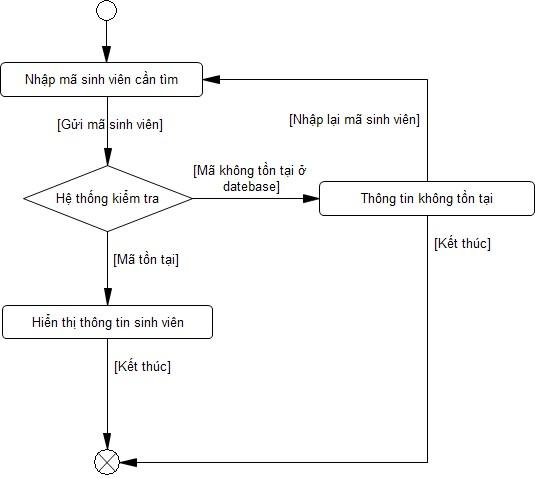 Nhập mã sinh viên cần tìm
[Gửi mã sinh viên]
[Nhập lại mã sinh viên]
Hệ thống kiểm tra
[Mã không tồn tại ở
datebase]
Thông tin không tồn tại
[Kết thúc]
[Mã tồn tại]
Hiển thị thông tin sinh viên
[Kết thúc]